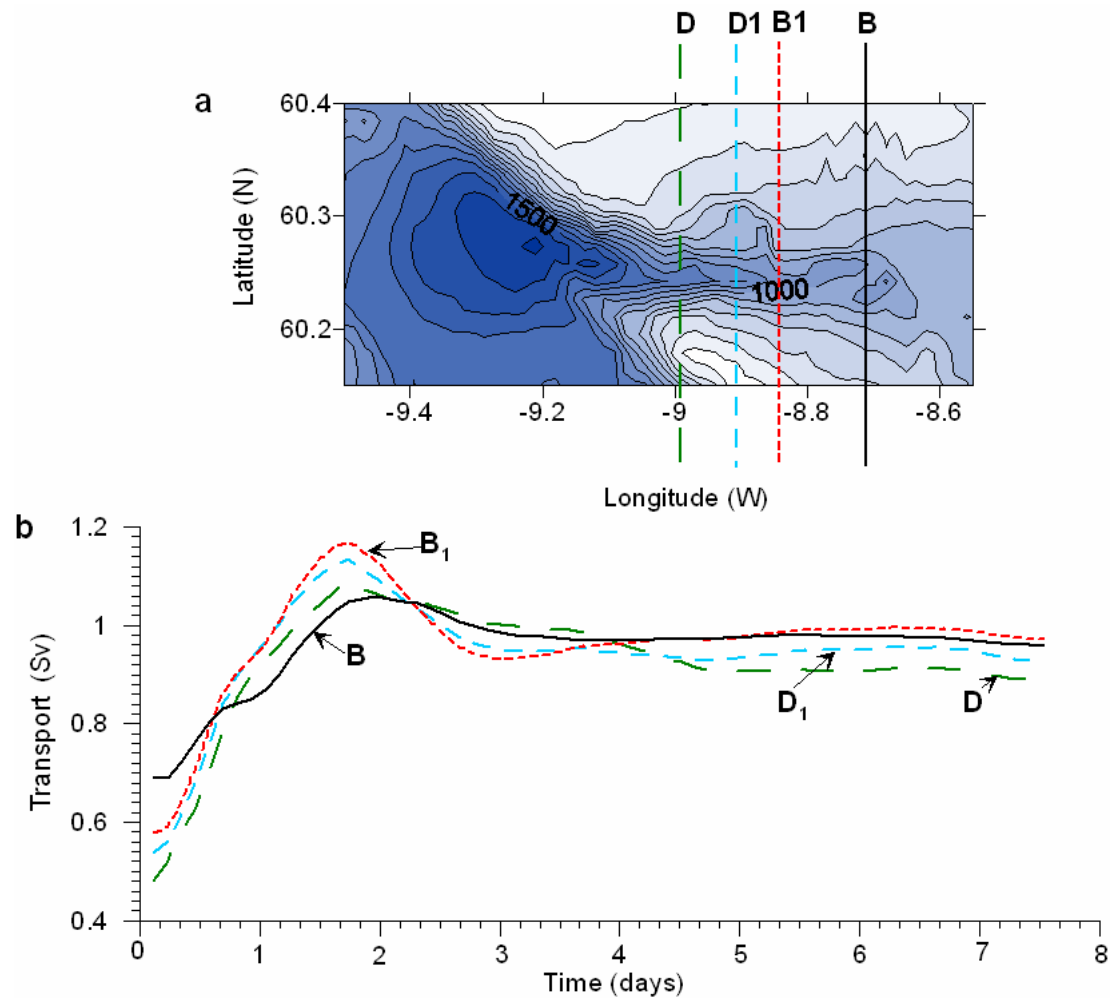 D D1 B1 B
a
60.4
60.3
60.2
Latitude (N)
1500
1000
-9.4 -9.2 -9 -8.8 -8.6
Longitude (W)
b
1.2
1
0.8
0.6
0.4
Transport (Sv)
B1
B
D1
D
0 1 2 3 4 5 6 7 8
Time (days)